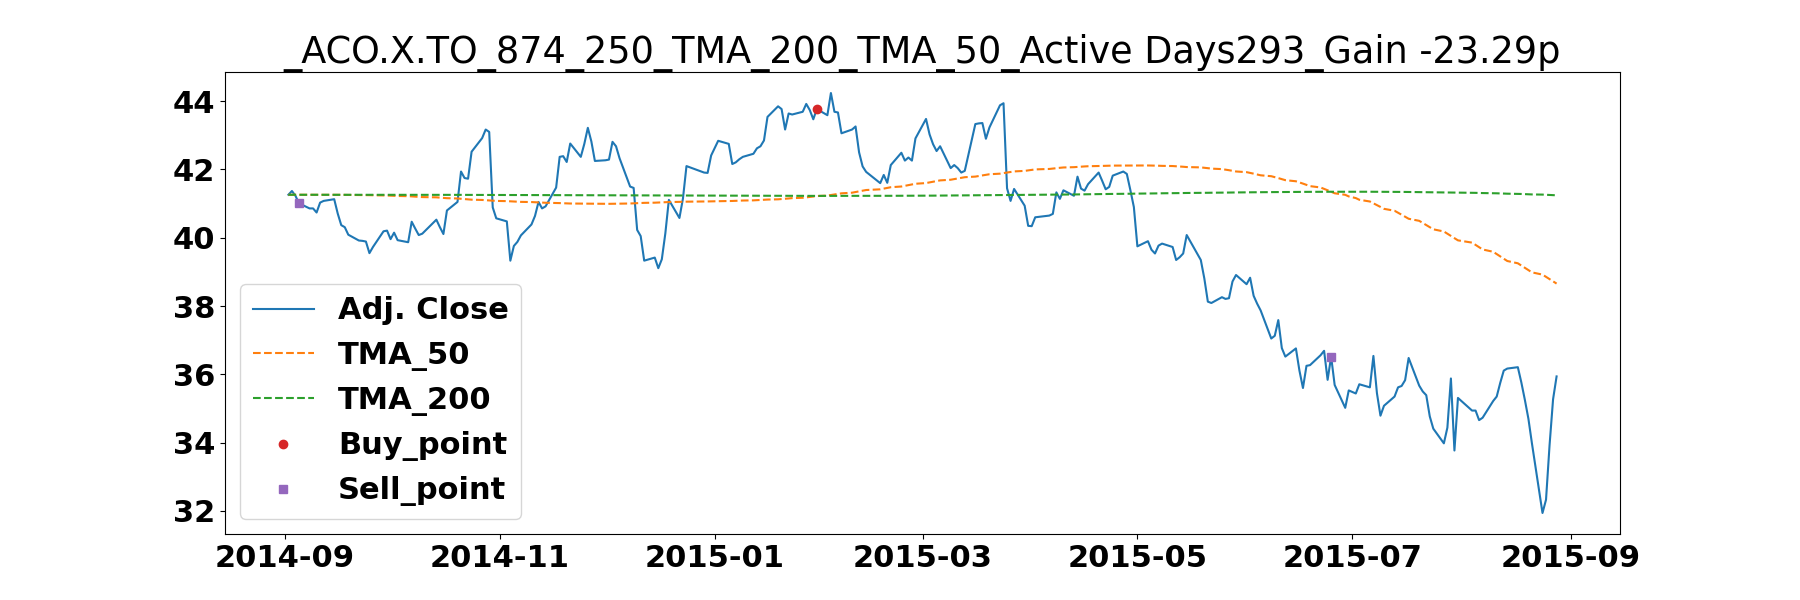 _ACO.X.TO_874_250_TMA_200_TMA_50_Active Days293_Gain -23.29p
44
42
40
38
36
34
32
Adj. Close
TMA_50
TMA_200
Buy_point
Sell_point
2014-09 2014-11 2015-01 2015-03 2015-05 2015-07 2015-09